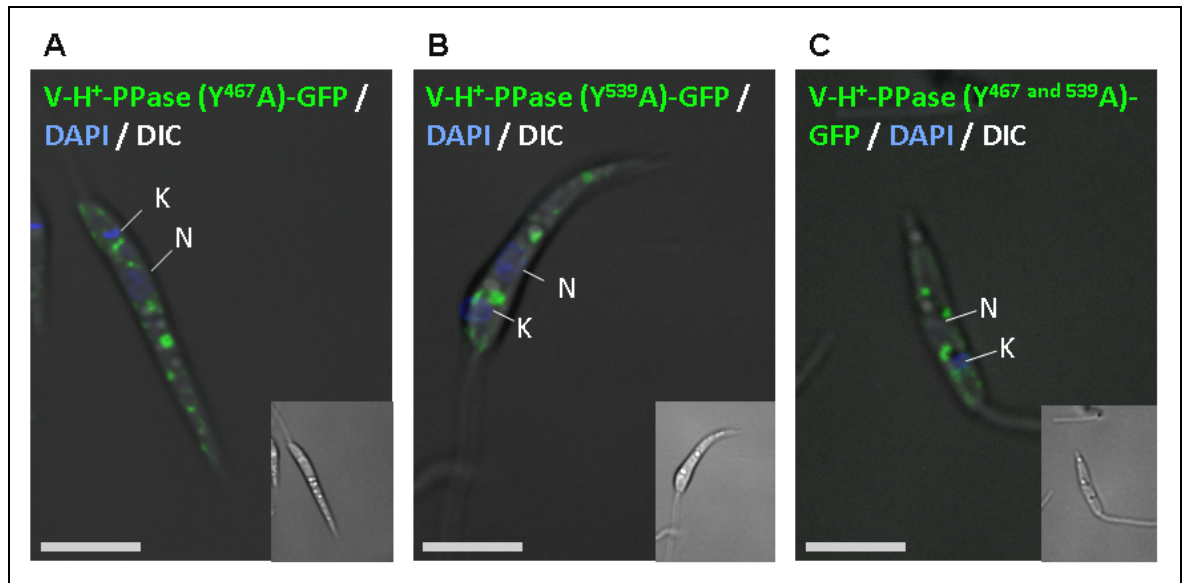 A
V-H⁺-PPase (Y⁴⁶⁷A)-GFP /
DAPI / DIC
K
N
B
V-H⁺-PPase (Y⁵³⁹A)-GFP /
DAPI / DIC
N
K
C
V-H⁺-PPase (Y⁴⁶⁷ ᵃⁿᵈ ⁵³⁹A)-
GFP / DAPI / DIC
N
K